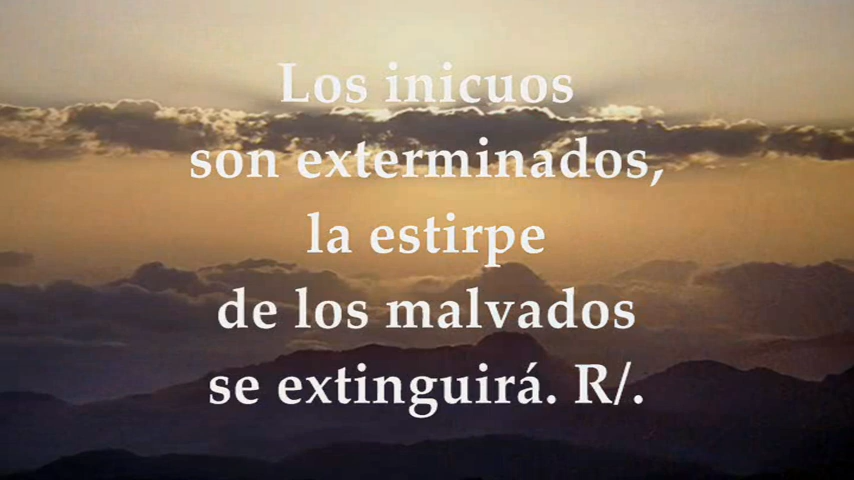 Los inicuos
son exterminados,
la estirpe
de los malvados
se extinguirá. R/.